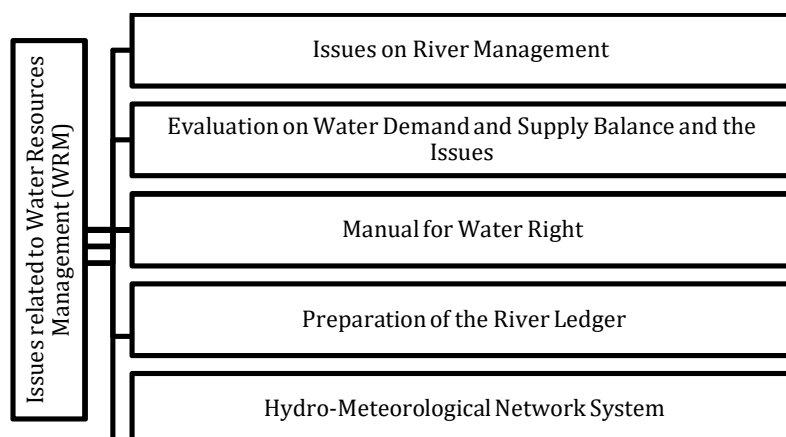 Issues related to Water Resources
Management (WRM)
Issues on River Management
Evaluation on Water Demand and Supply Balance and the
Issues
Manual for Water Right
Preparation of the River Ledger
Hydro-Meteorological Network System